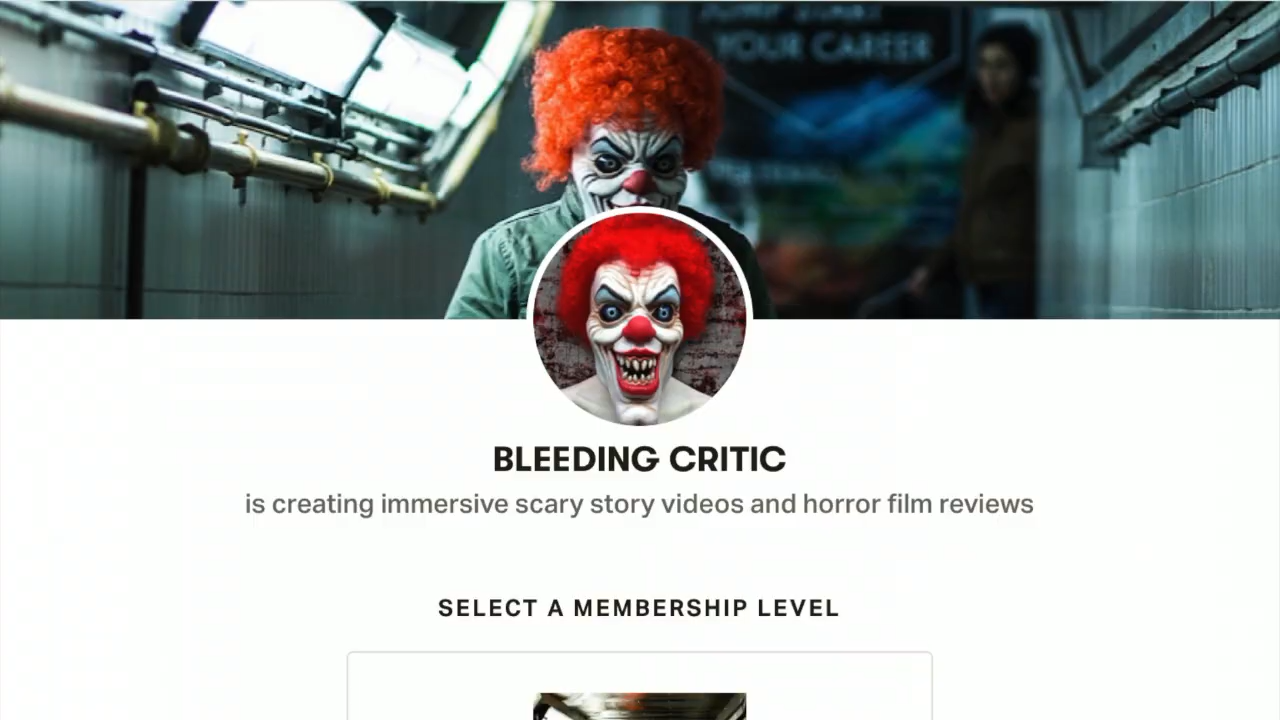 YOUR CAREER
BLEEDING CRITIC
is creating immersive scary story videos and horror film reviews
SELECT A MEMBERSHIP LEVEL